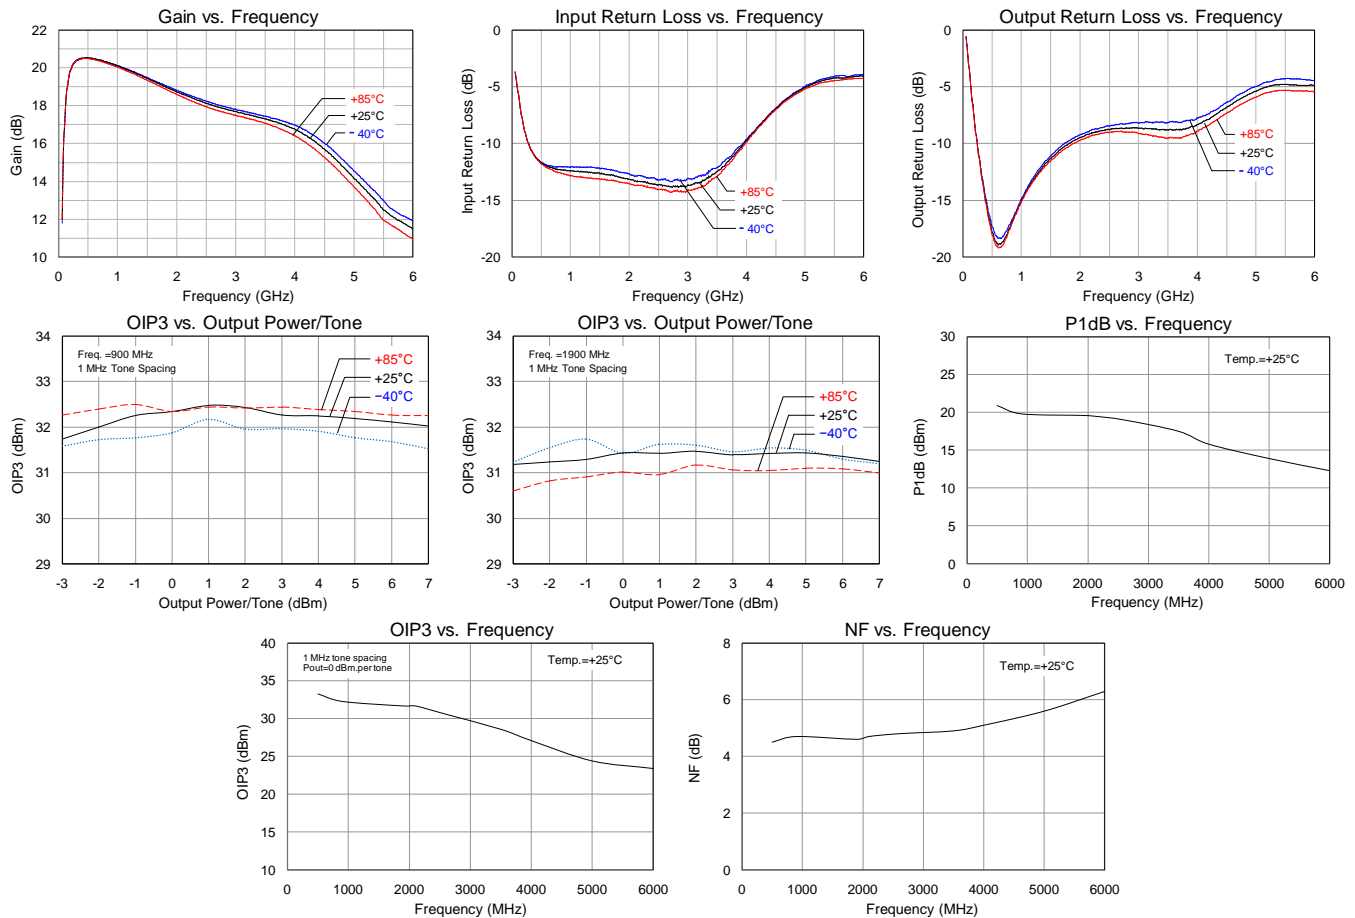 Gain vs. Frequency
22
20
18
16
14
12
10
0 1 2 3 4 5 6
Gain (dB)
Frequency (GHz)
+85°C
+25°C
-40°C
Input Return Loss vs. Frequency
0
-5
-10
-15
-20
0 1 2 3 4 5 6
Input Return Loss (dB)
Frequency (GHz)
+85°C
+25°C
-40°C
Output Return Loss vs. Frequency
0
-5
-10
-15
-20
0 1 2 3 4 5 6
Output Return Loss (dB)
Frequency (GHz)
+85°C
+25°C
-40°C
OIP3 vs. Output Power/Tone
Freq. =900 MHz
1 MHz Tone Spacing
+85°C
+25°C
−40°C
34
33
32
31
30
29
-3 -2 -1 0 1 2 3 4 5 6 7
OIP3 (dBm)
Output Power/Tone (dBm)
OIP3 vs. Output Power/Tone
Freq. =1900 MHz
1 MHz Tone Spacing
+85°C
+25°C
−40°C
34
33
32
31
30
29
-3 -2 -1 0 1 2 3 4 5 6 7
OIP3 (dBm)
Output Power/Tone (dBm)
P1dB vs. Frequency
Temp.=+25°C
30
25
20
15
10
5
0
0 1000 2000 3000 4000 5000 6000
P1dB (dBm)
Frequency (MHz)
OIP3 vs. Frequency
1 MHz tone spacing
Pout=0 dBm.per tone
Temp.=+25°C
40
35
30
25
20
15
10
0 1000 2000 3000 4000 5000 6000
OIP3 (dBm)
Frequency (MHz)
NF vs. Frequency
Temp.=+25°C
8
6
4
2
0
0 1000 2000 3000 4000 5000 6000
NF (dB)
Frequency (MHz)